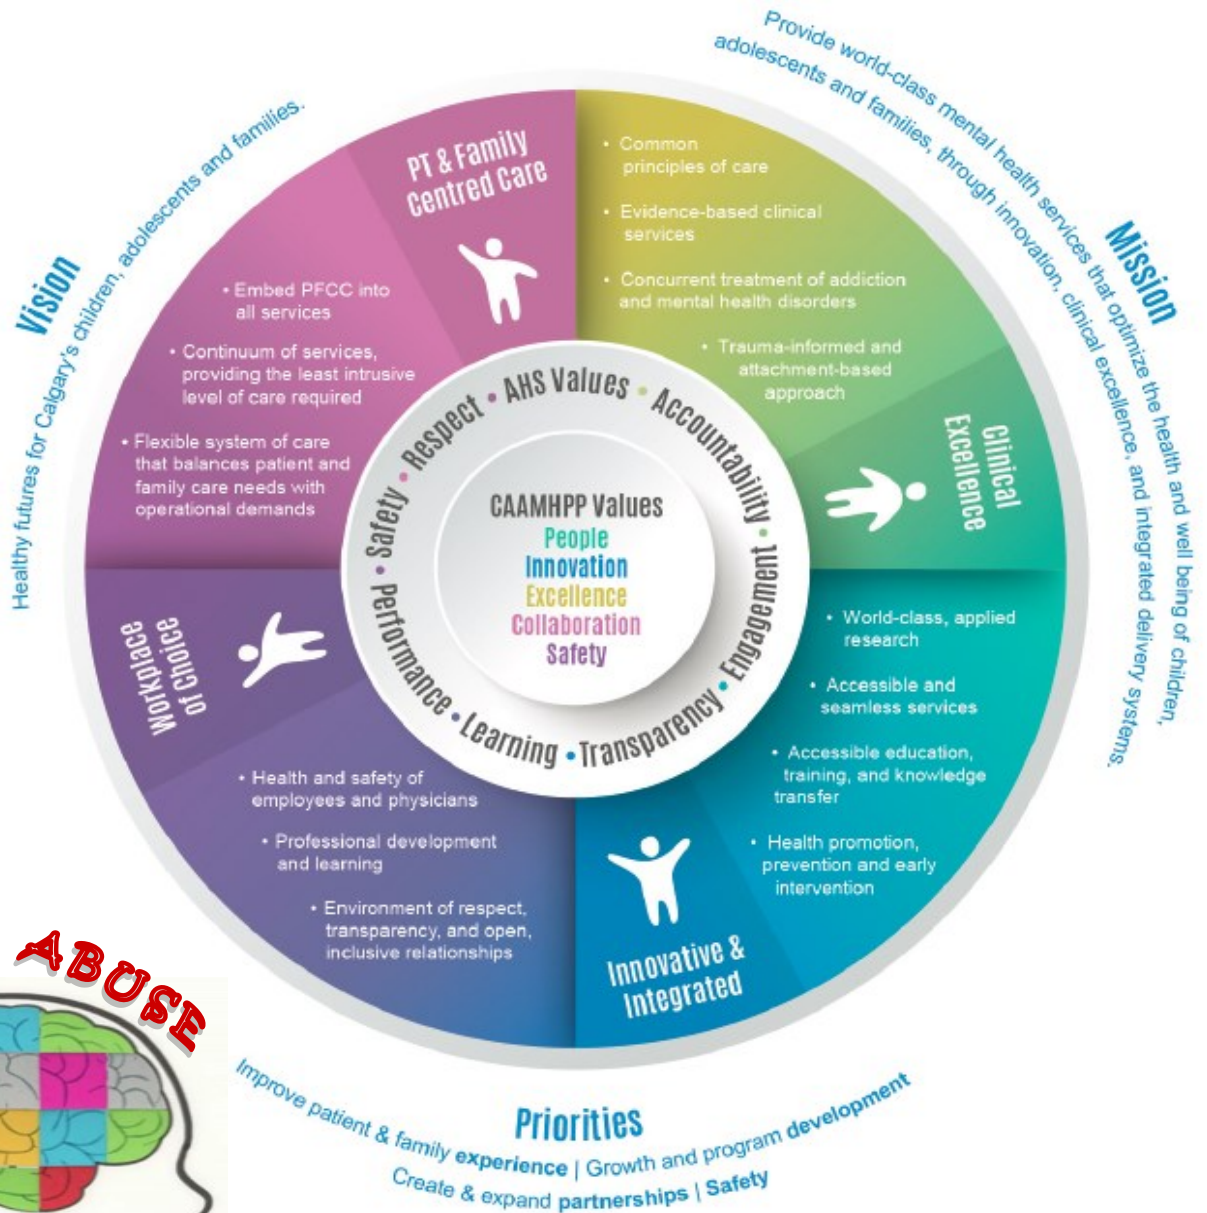 Vision
Healthy futures for Calgary's children, adolescents and families.
Mission
Provide world-class mental health services that optimize the health and well being of children,
adolescents and families, through innovation, clinical excellence, and integrated delivery systems.
PT & Family
Centred Care
• Embed PFCC into
all services
• Continuum of services,
providing the least intrusive
level of care required
• Flexible system of care
that balances patient and
family care needs with
operational demands
• Common
principles of care
• Evidence-based clinical
services
• Concurrent treatment of addiction
and mental health disorders
• Trauma-informed and
attachment-based
approach
Clinical
Excellence
• World-class, applied
research
• Accessible and
seamless services
• Accessible education,
training, and knowledge
transfer
• Health promotion,
prevention and early
intervention
Innovative &
Integrated
Workplace
of Choice
• Health and safety of
employees and physicians
• Professional development
and learning
• Environment of respect,
transparency, and open,
inclusive relationships
AHS Values • Accountability • Engagement • Transparency • Learning • Performance • Safety • Respect •
CAAMHPP Values
People
Innovation
Excellence
Collaboration
Safety
ABUSE
Priorities
Improve patient & family experience | Growth and program development
Create & expand partnerships | Safety